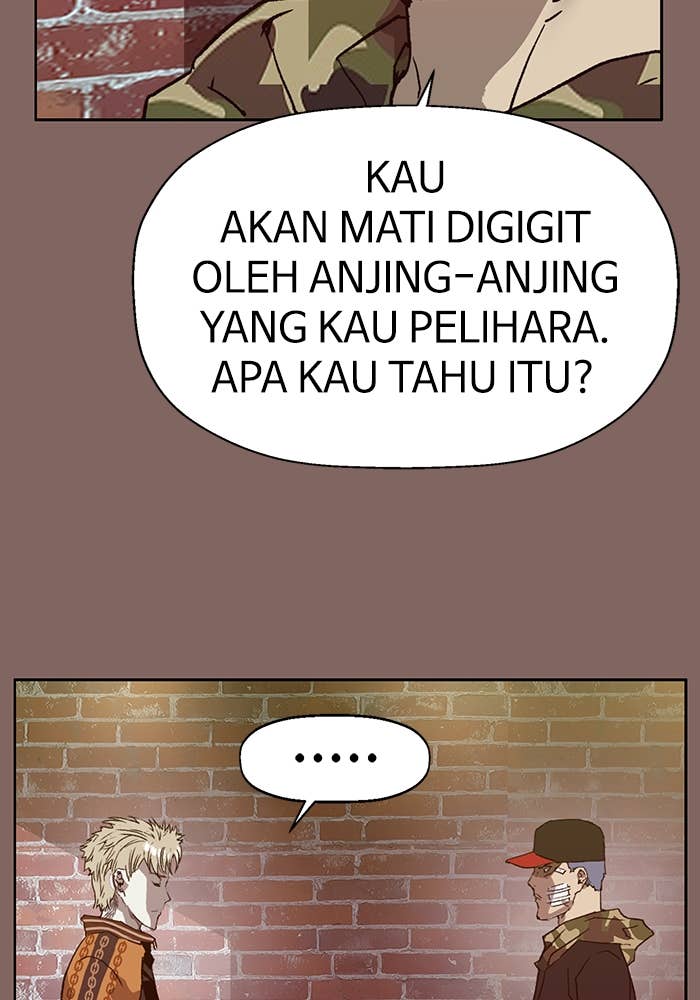 KAU
AKAN MATI DIGIGIT
OLEH ANJING-ANJING
YANG KAU PELIHARA.
APA KAU TAHU ITU?
•••••